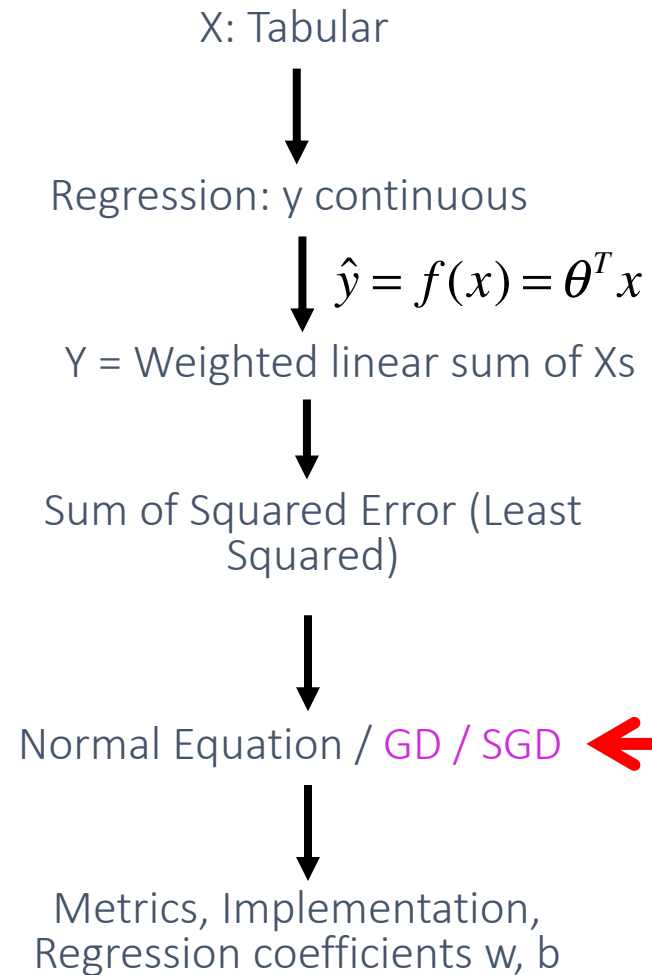 X: Tabular
Regression: y continuous
ŷ = f(x) = θᵀx
Y = Weighted linear sum of Xs
Sum of Squared Error (Least
Squared)
Normal Equation / GD / SGD
Metrics, Implementation,
Regression coefficients w, b